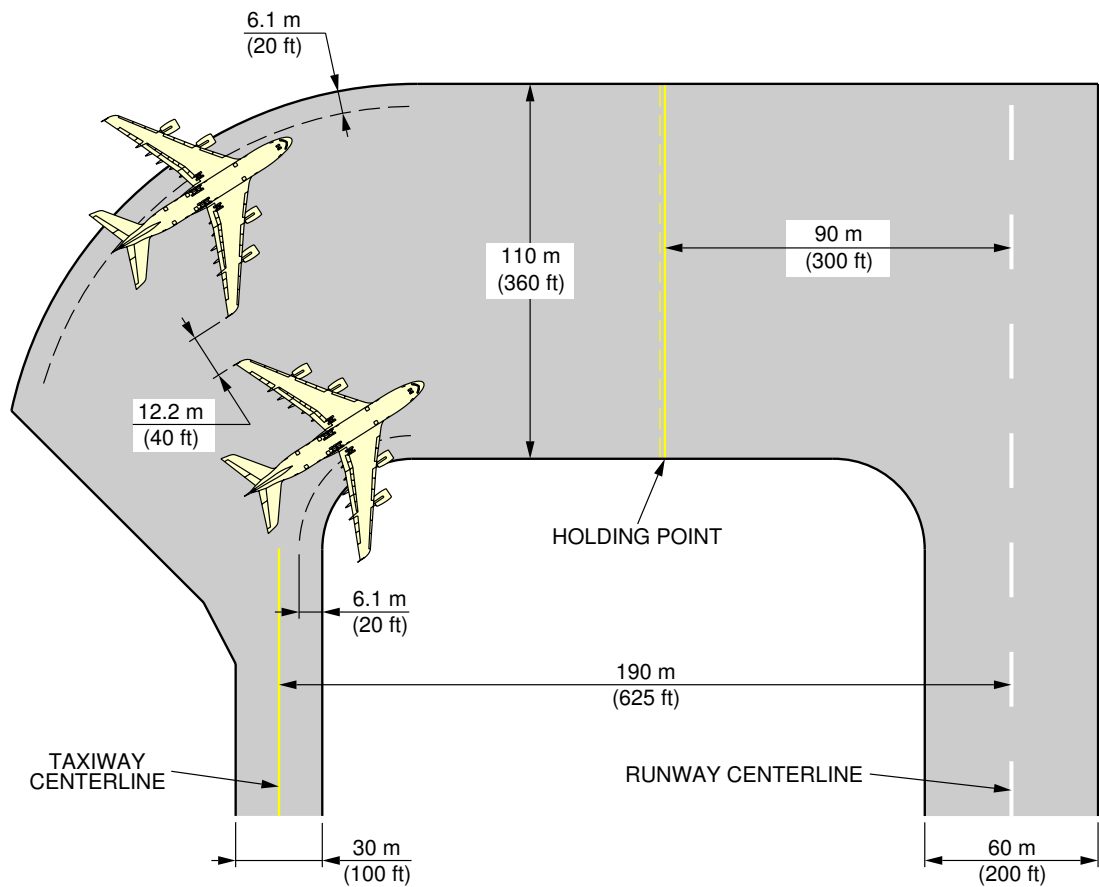 6.1 m
(20 ft)
110 m
(360 ft)
90 m
(300 ft)
12.2 m
(40 ft)
HOLDING POINT
6.1 m
(20 ft)
190 m
(625 ft)
TAXIWAY
CENTERLINE
RUNWAY CENTERLINE
30 m
(100 ft)
60 m
(200 ft)